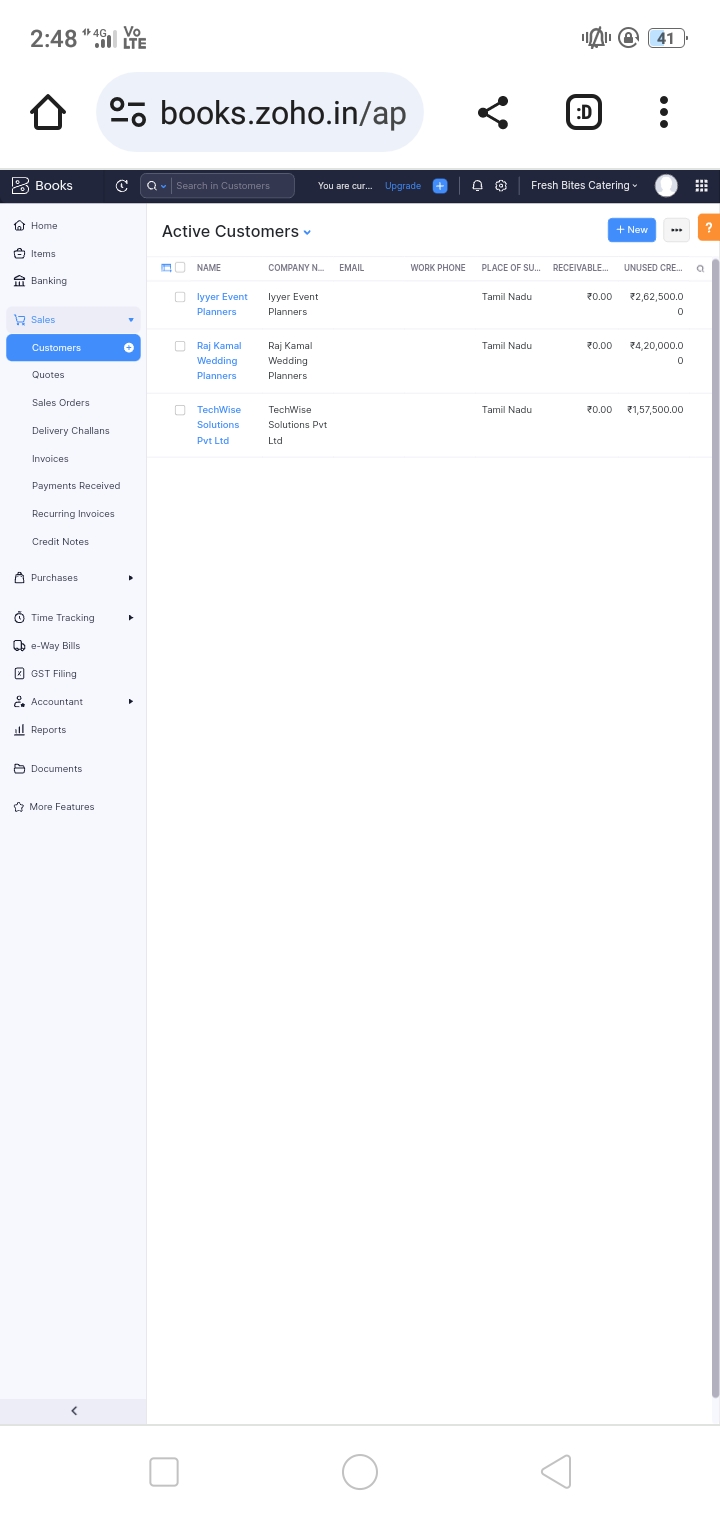 2:48 4G Vo LTE 41
books.zoho.in/ap :D
Books Search in Customers You are cur... Upgrade Fresh Bites Catering
Home
Items
Banking
Sales
Customers
Quotes
Sales Orders
Delivery Challans
Invoices
Payments Received
Recurring Invoices
Credit Notes
Purchases
Time Tracking
e-Way Bills
GST Filing
Accountant
Reports
Documents
More Features
Active Customers + New ?
NAME COMPANY N... EMAIL WORK PHONE PLACE OF SU... RECEIVABLE... UNUSED CRE...
Iyyer Event Iyyer Event Tamil Nadu ₹0.00 ₹2,62,500.0
Planners Planners 0
Raj Kamal Raj Kamal Tamil Nadu ₹0.00 ₹4,20,000.0
Wedding Wedding 0
Planners Planners
TechWise TechWise Tamil Nadu ₹0.00 ₹1,57,500.00
Solutions Solutions Pvt
Pvt Ltd Ltd